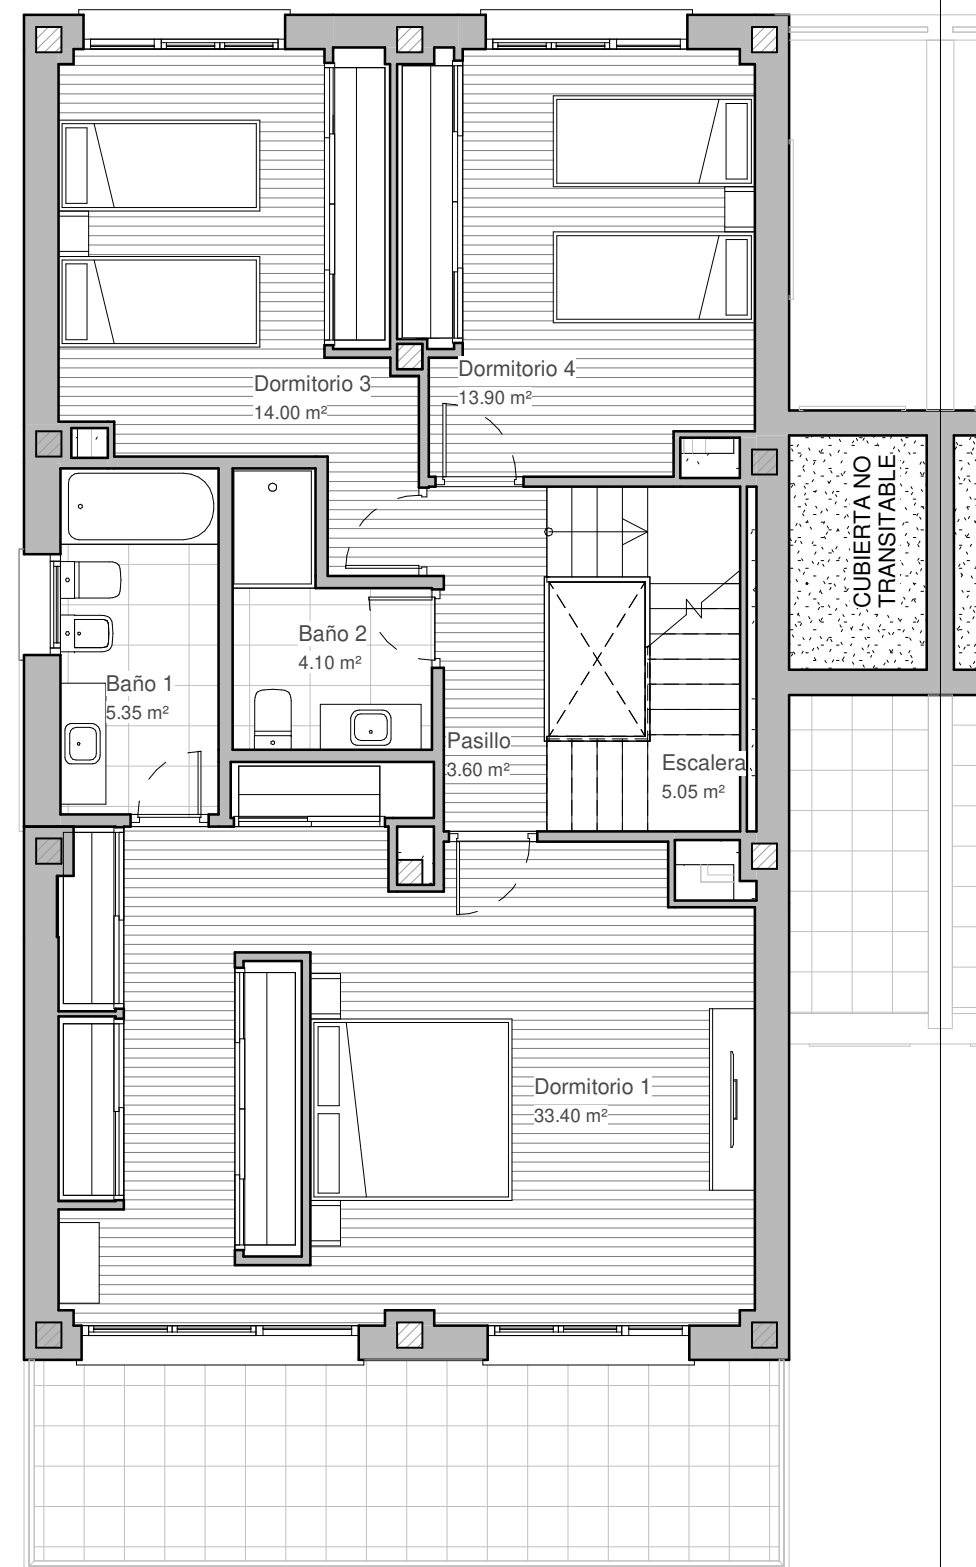 Dormitorio 3
14.00 m²
Dormitorio 4
13.90 m²
CUBIERTA NO
TRANSITABLE
Baño 2
4.10 m²
Baño 1
5.35 m²
Pasillo
3.60 m²
Escalera
5.05 m²
Dormitorio 1
33.40 m²